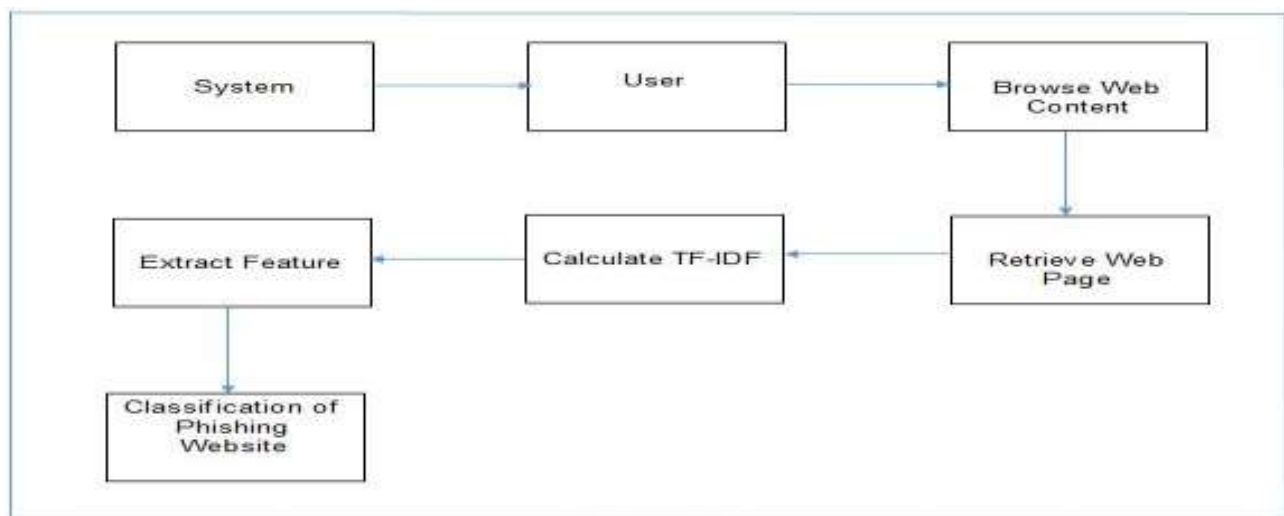 System
User
Browse Web
Content
Extract Feature
Calculate TF-IDF
Retrieve Web
Page
Classification of
Phishing
Website